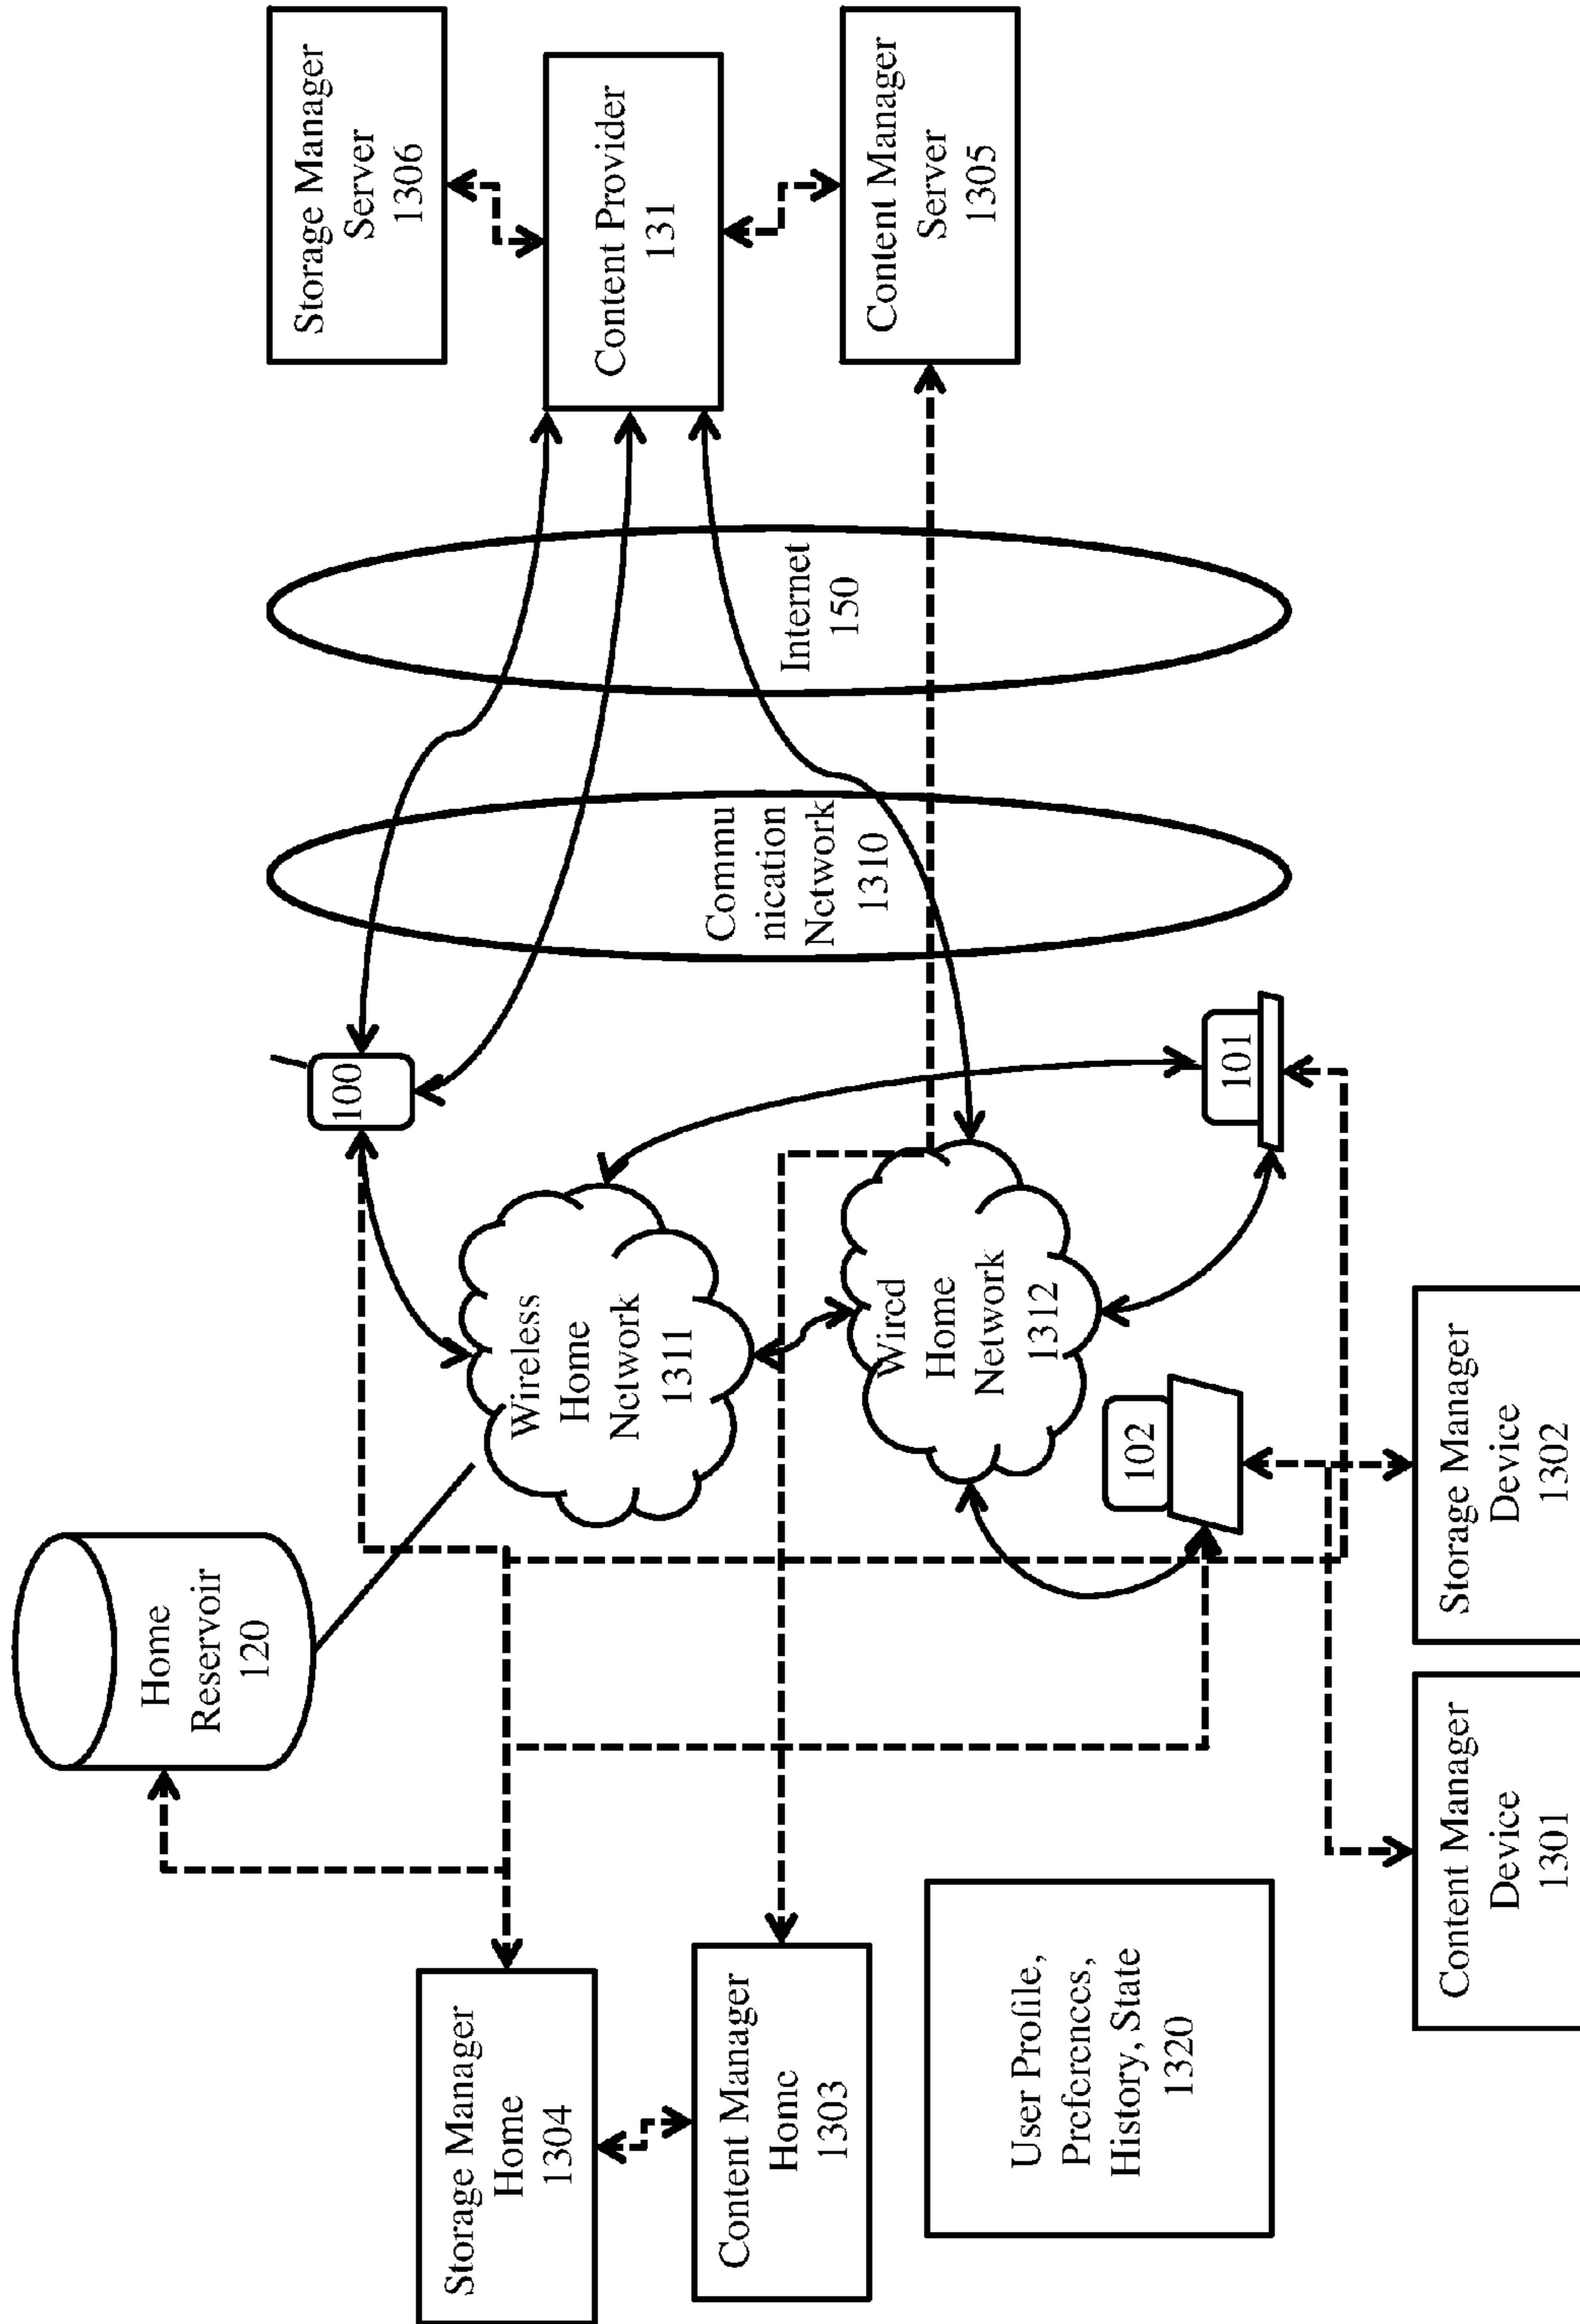 Storage Manager
Server
1306
Content Provider
131
Content Manager
Server
1305
Internet
150
Commu
nication
Network
1310
100
101
102
Wireless
Home
Network
1311
Wired
Home
Network
1312
Home
Reservoir
120
Storage Manager
Home
1304
Content Manager
Home
1303
User Profile,
Preferences,
History, State
1320
Content Manager
Device
1301
Storage Manager
Device
1302